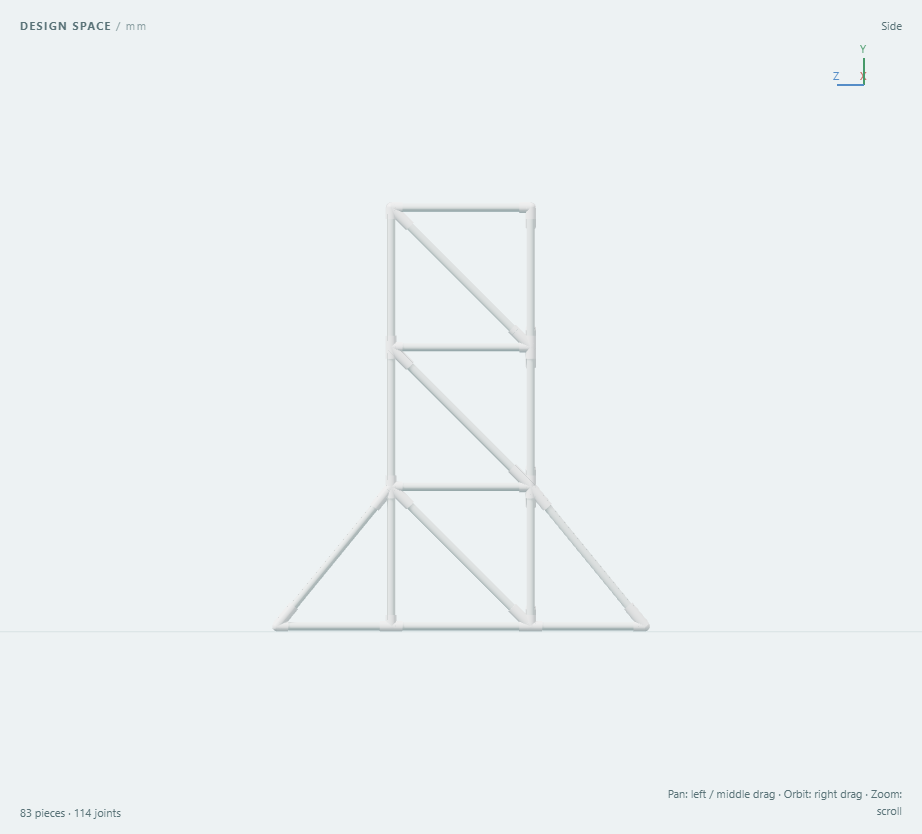 DESIGN SPACE / mm
Side
Y
Z X
83 pieces · 114 joints
Pan: left / middle drag · Orbit: right drag · Zoom:
scroll